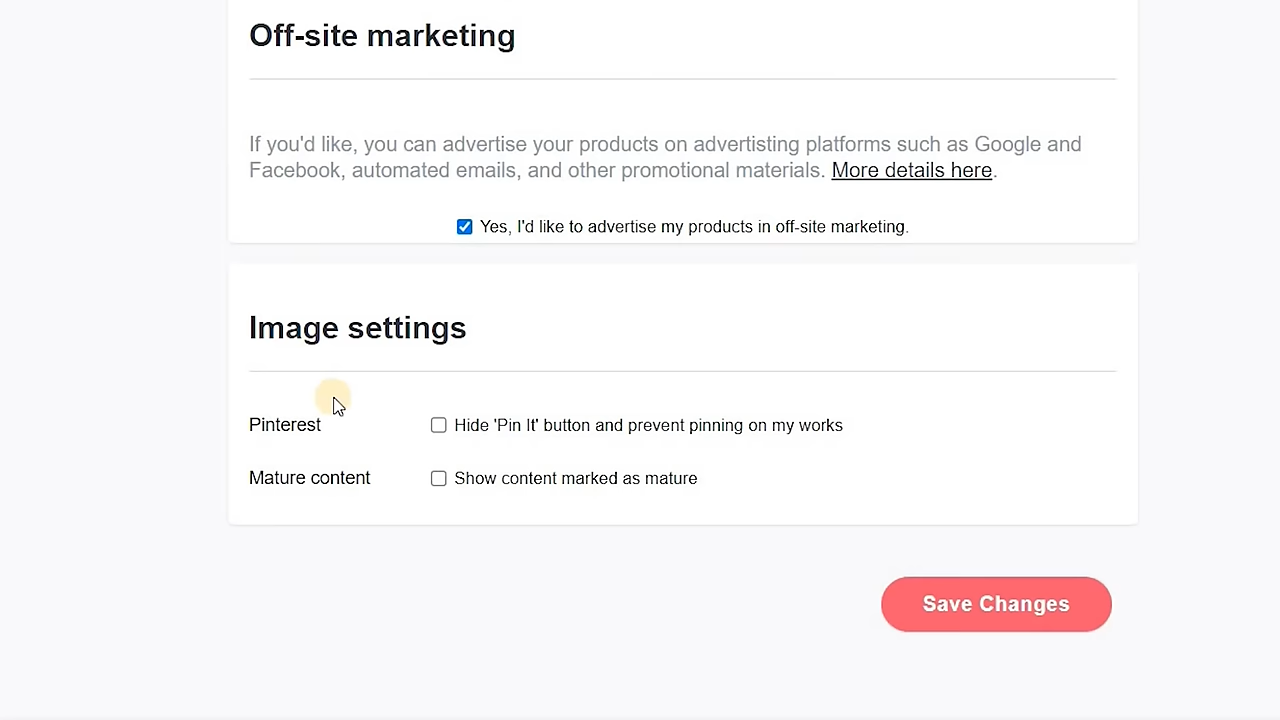 Off-site marketing
If you'd like, you can advertise your products on advertisting platforms such as Google and
Facebook, automated emails, and other promotional materials. More details here.
Yes, I'd like to advertise my products in off-site marketing.
Image settings
Pinterest
Hide 'Pin It' button and prevent pinning on my works
Mature content
Show content marked as mature
Save Changes